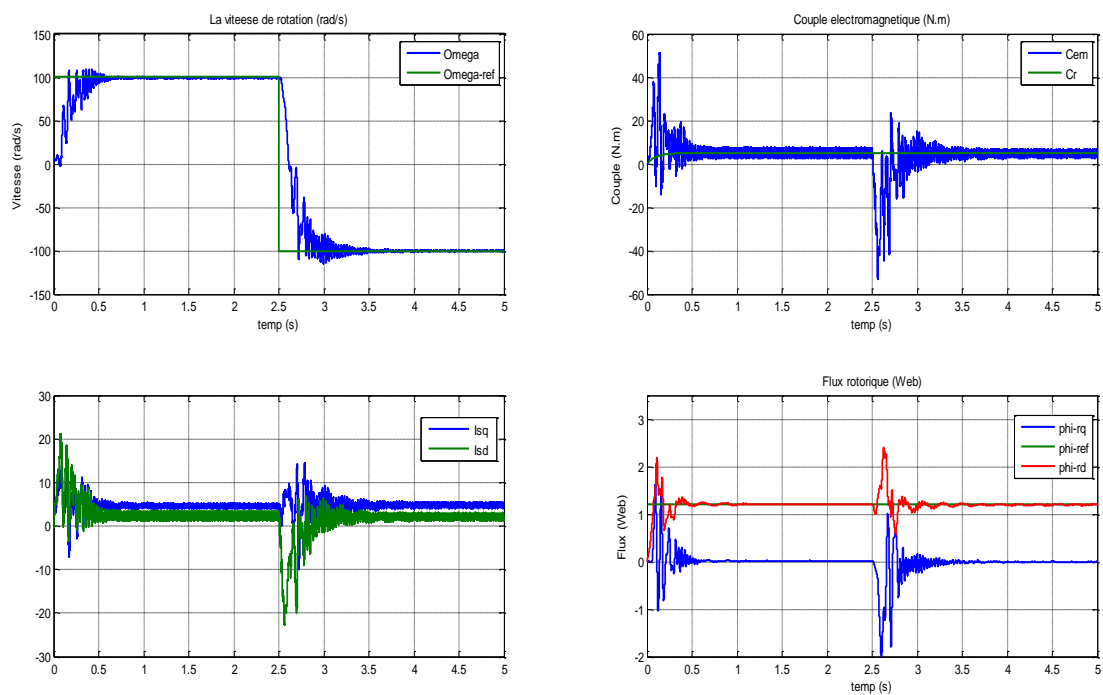 La viteese de rotation (rad/s)
150
100
50
0
-50
-100
-150
Vitesse (rad/s)
0 0.5 1 1.5 2 2.5 3 3.5 4 4.5 5
temp (s)
Omega
Omega-ref
Couple electromagnetique (N.m)
60
40
20
0
-20
-40
-60
Couple (N.m)
0 0.5 1 1.5 2 2.5 3 3.5 4 4.5 5
temp (s)
Cem
Cr
30
20
10
0
-10
-20
-30
0 0.5 1 1.5 2 2.5 3 3.5 4 4.5 5
Isq
Isd
Flux rotorique (Web)
3
2
1
0
-1
-2
Flux (Web)
0 0.5 1 1.5 2 2.5 3 3.5 4 4.5 5
temp (s)
phi-rq
phi-ref
phi-rd